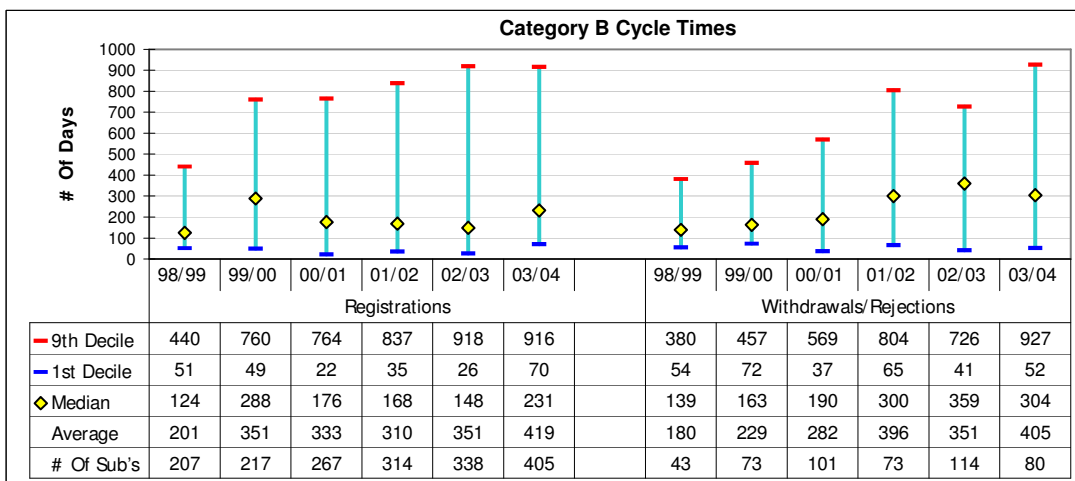 Category B Cycle Times
# Of Days
1000
900
800
700
600
500
400
300
200
100
0
98/99 99/00 00/01 01/02 02/03 03/04 98/99 99/00 00/01 01/02 02/03 03/04
Registrations Withdrawals/Rejections
9th Decile 440 760 764 837 918 916 380 457 569 804 726 927
1st Decile 51 49 22 35 26 70 54 72 37 65 41 52
Median 124 288 176 168 148 231 139 163 190 300 359 304
Average 201 351 333 310 351 419 180 229 282 396 351 405
# Of Sub's 207 217 267 314 338 405 43 73 101 73 114 80